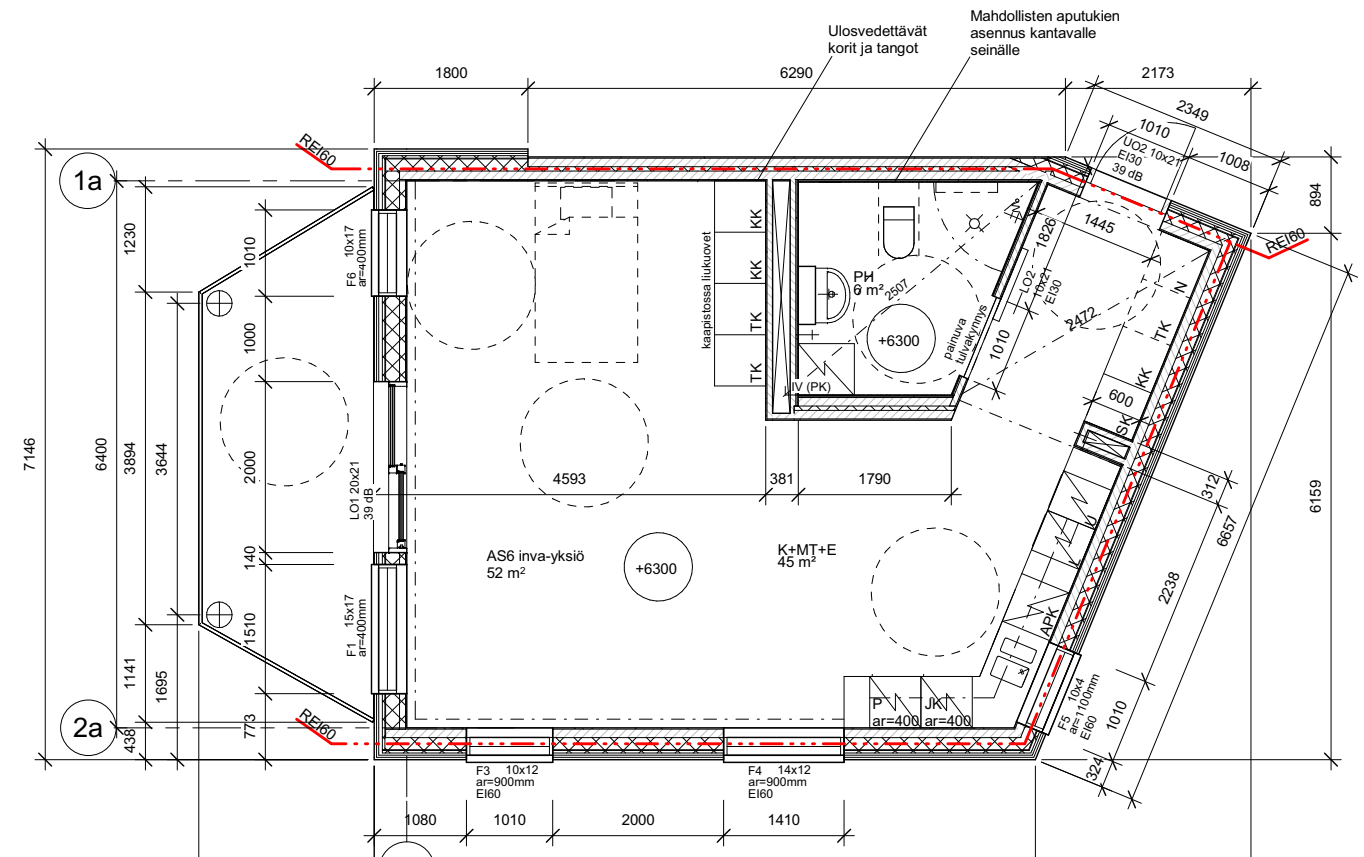 Ulosvedettävät
korit ja tangot
Mahdollisten aputukien
asennus kantavalle
seinälle
1800
6290
2173
2349
1010
1008
UO2 10x21
EI30
39 dB
REI60
REI60
894
1a
1230
1010
F6 10x17
ar=400mm
kaapistossa liukuovet
KK
KK
TK
TK
PH
6 m²
2507
+6300
painuva
tulvakynnys
IV (PK)
1826
1445
LO2
10x21
EI30
1010
2472
N
TK
KK
600
SK
1000
7146
6400
3894
3644
2000
LO1 20x21
39 dB
4593
381
1790
312
6657
6159
2238
140
AS6 inva-yksiö
52 m²
+6300
K+MT+E
45 m²
U
APK
1510
F1 15x17
ar=400mm
1141
1695
773
438
2a
REI60
P
ar=400
JK
ar=400
F5 10x4
ar=1100mm
EI60
1010
324
F3 10x12
ar=900mm
EI60
F4 14x12
ar=900mm
EI60
1080
1010
2000
1410